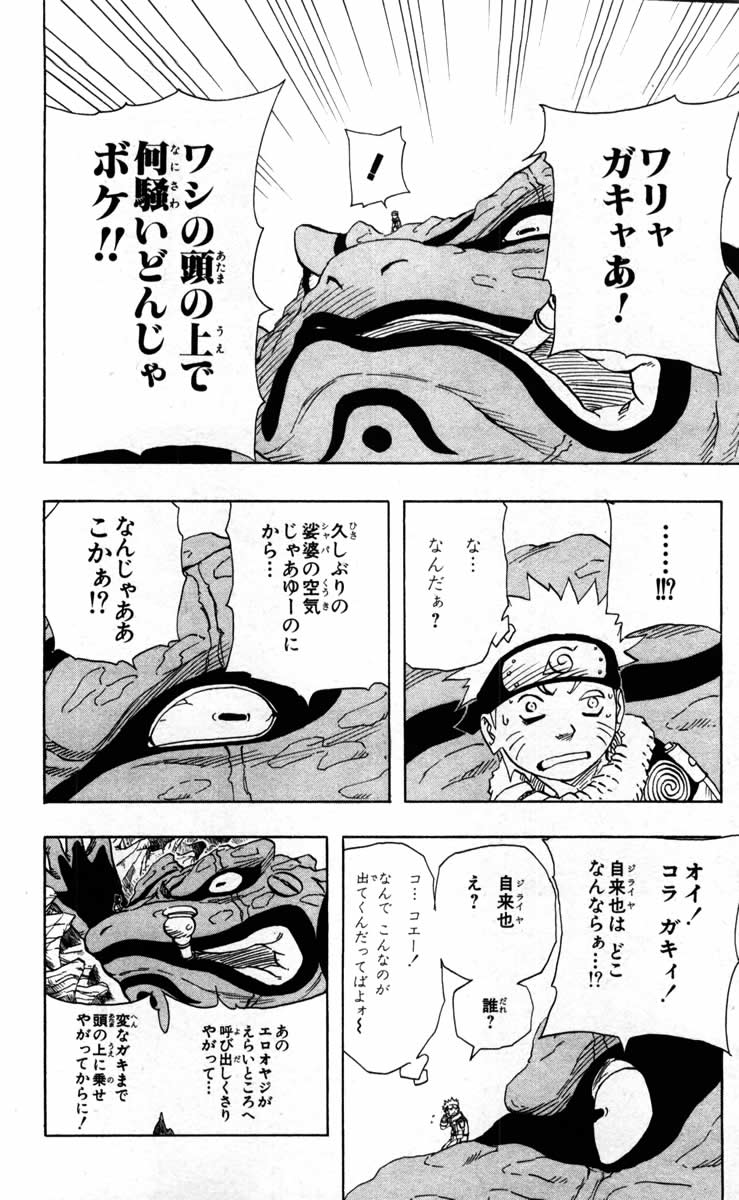 ワリャ
ガキャあ!
!
ワシの頭の上で
何騒いどんじゃ
ボケ!!
……!!?
な…
なんだぁ?
久しぶりの
娑婆の空気
じゃあゆーのに
から…
なんじゃああ
こかぁ!?
オイ!
コラ ガキィ!
自来也は どこ
なんならぁ…!?
自来也
え?
誰?
コ… コエー!
なんで こんなのが
出てくんだってばよォ〜
あの
エロオヤジが
えらいところへ
呼び出しくさり
やがって…
変なガキまで
頭の上に乗せ
やがってからに!